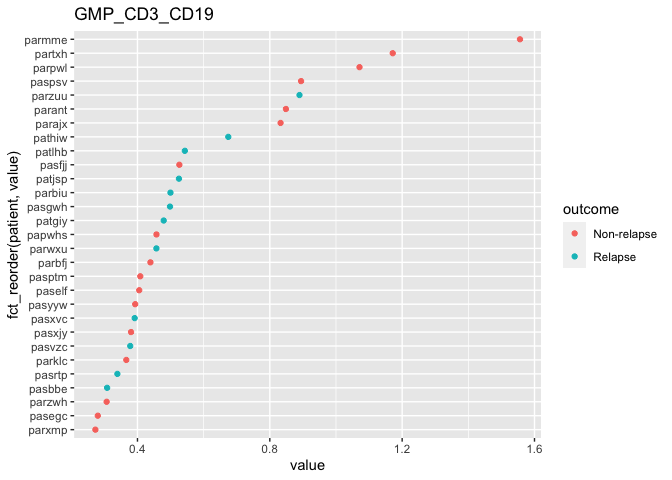 GMP_CD3_CD19
fct_reorder(patient, value)
parmme
partxh
parpwl
paspsv
parzuu
parant
parajx
pathiw
patlhb
pasfjj
patjsp
parbiu
pasgwh
patgiy
papwhs
parwxu
parbfj
pasptm
paself
pasyyw
pasxvc
pasxjy
pasvzc
parklc
pasrtp
pasbbe
parzwh
pasegc
parxmp
0.4 0.8 1.2 1.6
value
outcome
Non-relapse
Relapse